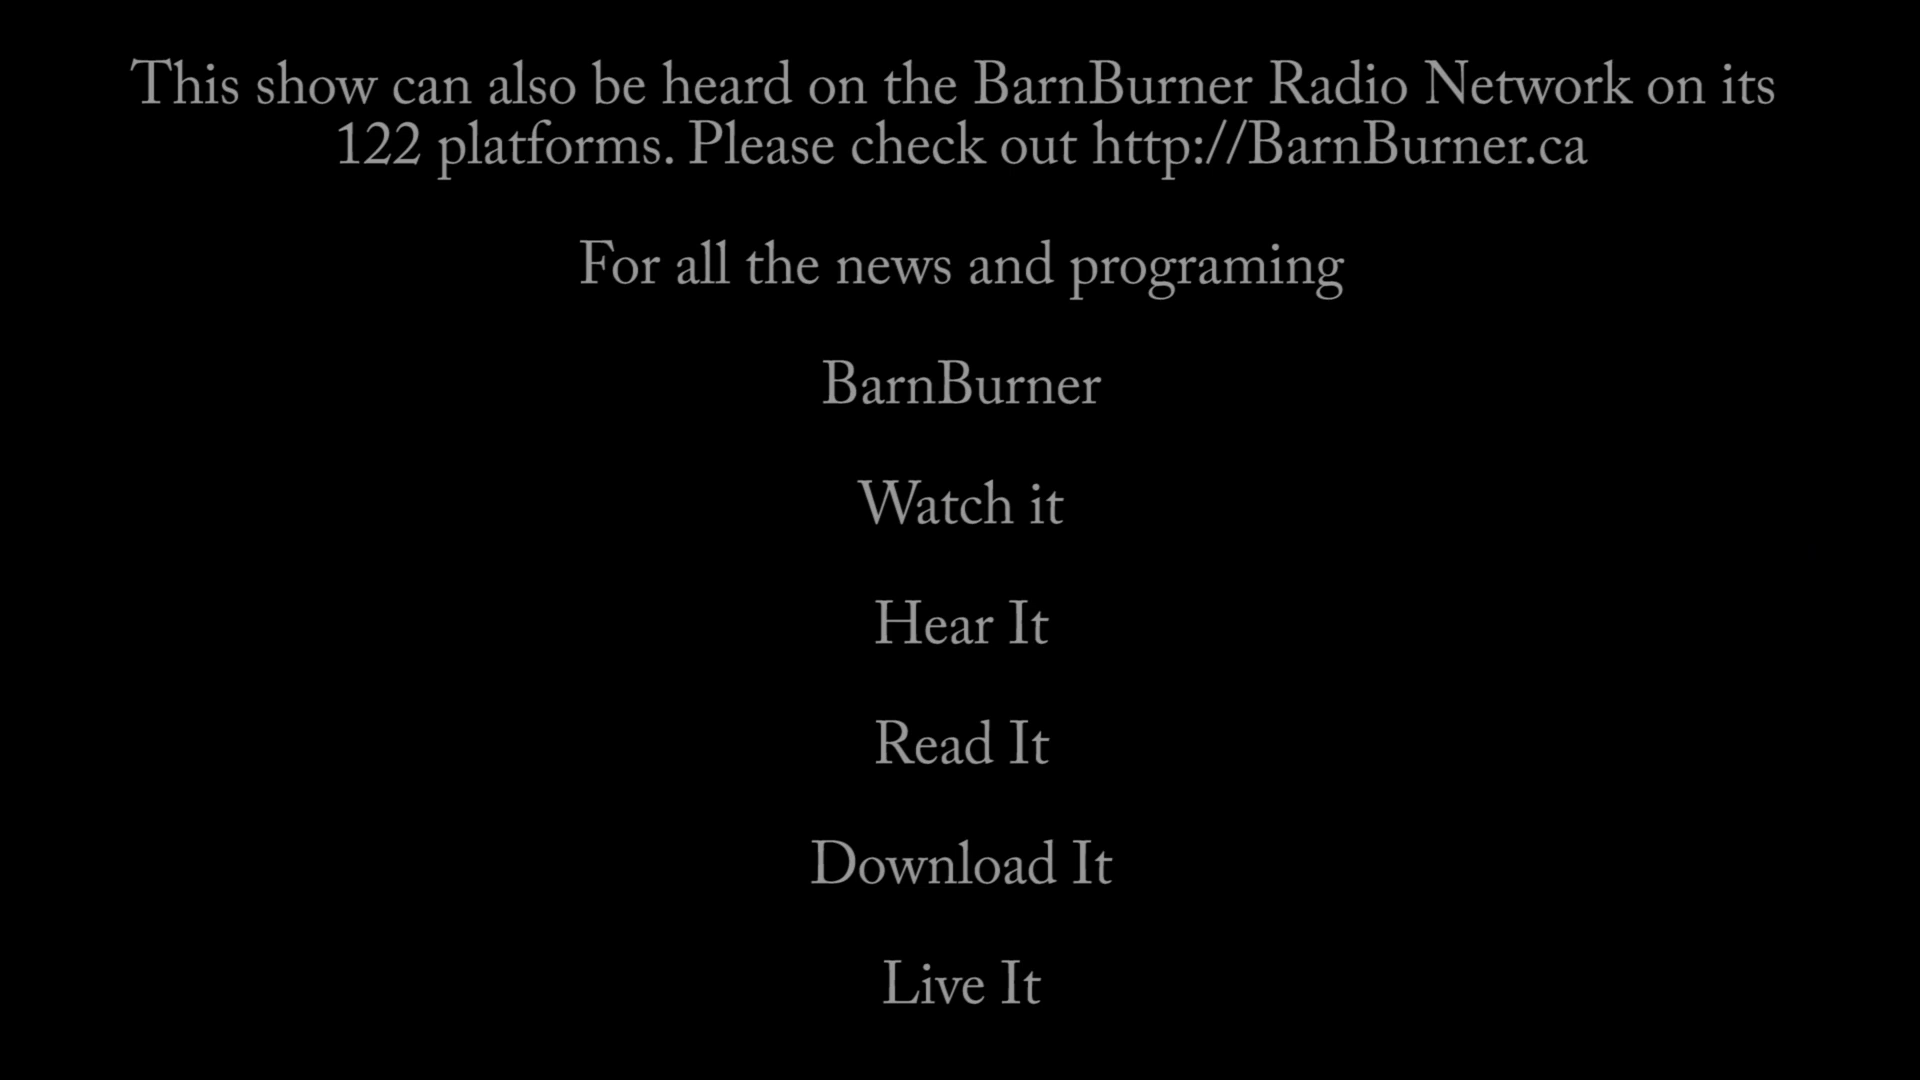 This show can also be heard on the BarnBurner Radio Network on its
122 platforms. Please check out http://BarnBurner.ca
For all the news and programing
BarnBurner
Watch it
Hear It
Read It
Download It
Live It